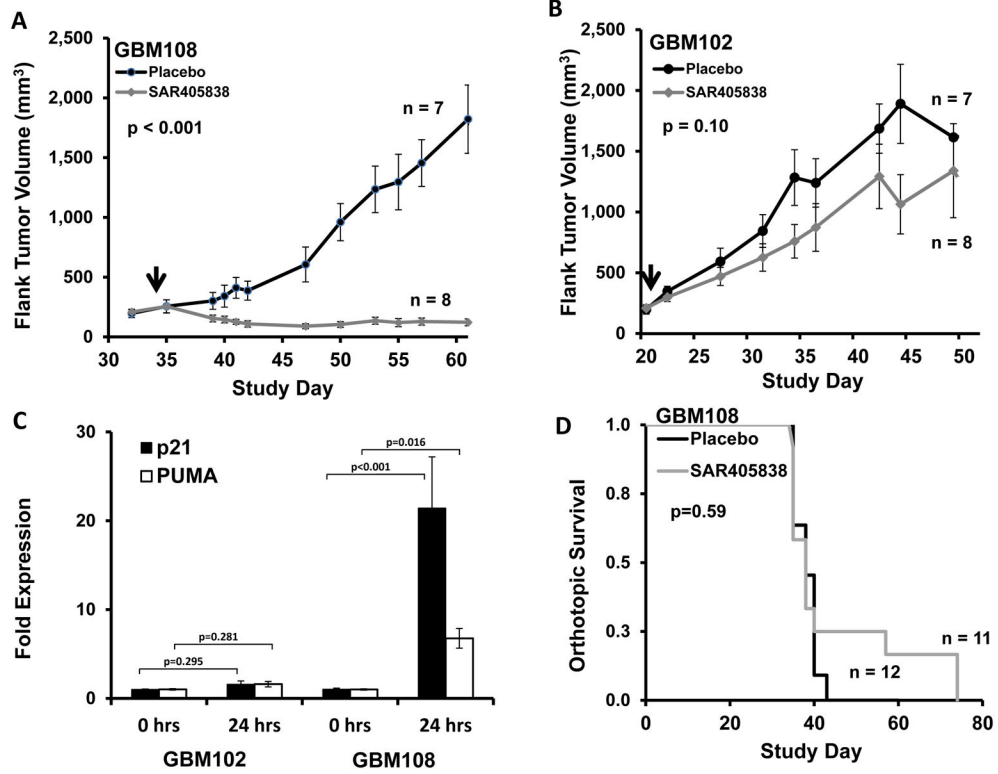 A
GBM108
Placebo
SAR405838
p < 0.001
n = 7
n = 8
Flank Tumor Volume (mm³)
2,500
2,000
1,500
1,000
500
0
30 35 40 45 50 55 60
Study Day
B
GBM102
Placebo
SAR405838
p = 0.10
n = 7
n = 8
Flank Tumor Volume (mm³)
2,500
2,000
1,500
1,000
500
0
20 25 30 35 40 45 50
Study Day
C
p21
PUMA
p=0.016
p<0.001
p=0.281
p=0.295
Fold Expression
30
20
10
0
0 hrs 24 hrs 0 hrs 24 hrs
GBM102 GBM108
D
GBM108
Placebo
SAR405838
p=0.59
n = 11
n = 12
Orthotopic Survival
1.0
0.8
0.5
0.3
0.0
0 20 40 60 80
Study Day